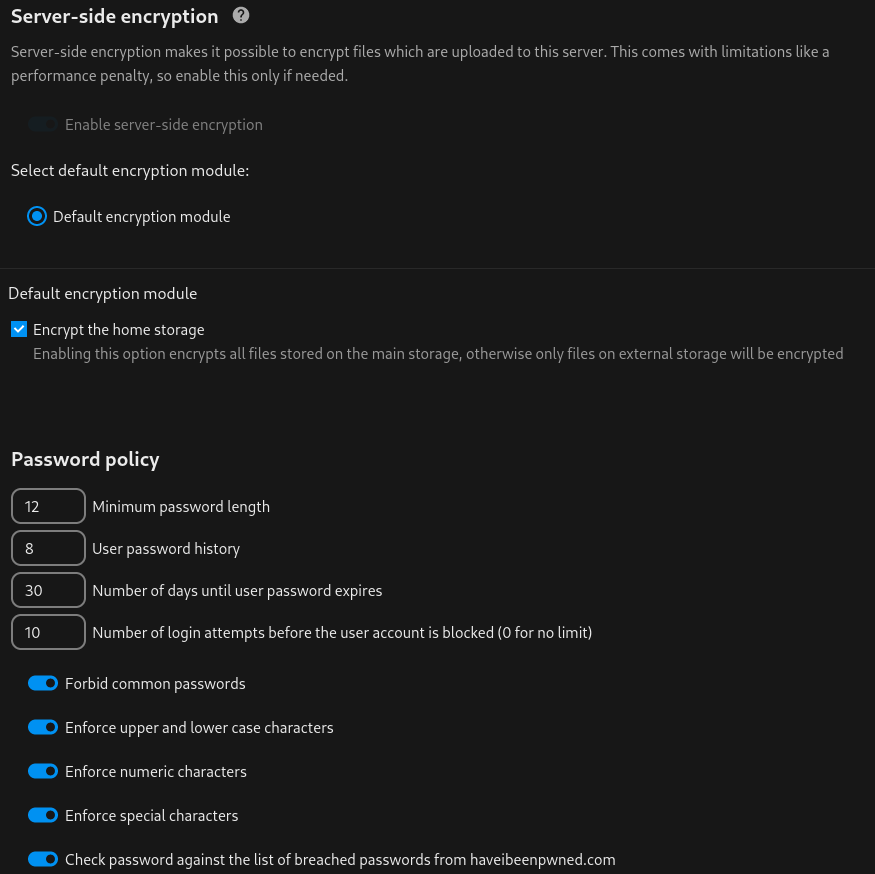 Server-side encryption ?
Server-side encryption makes it possible to encrypt files which are uploaded to this server. This comes with limitations like a
performance penalty, so enable this only if needed.
Enable server-side encryption
Select default encryption module:
Default encryption module
Default encryption module
Encrypt the home storage
Enabling this option encrypts all files stored on the main storage, otherwise only files on external storage will be encrypted
Password policy
12 Minimum password length
8 User password history
30 Number of days until user password expires
10 Number of login attempts before the user account is blocked (0 for no limit)
Forbid common passwords
Enforce upper and lower case characters
Enforce numeric characters
Enforce special characters
Check password against the list of breached passwords from haveibeenpwned.com